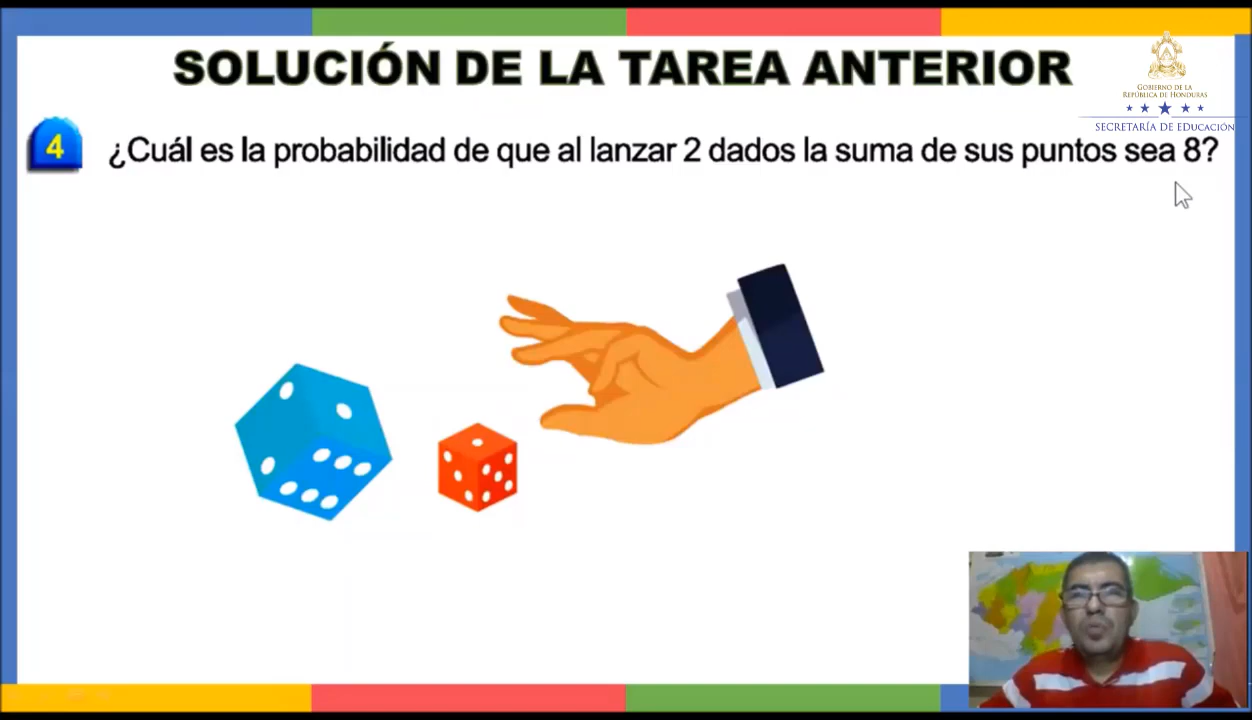 SOLUCIÓN DE LA TAREA ANTERIOR
GOBIERNO DE LA
REPÚBLICA DE HONDURAS
SECRETARÍA DE EDUCACIÓN
4
¿Cuál es la probabilidad de que al lanzar 2 dados la suma de sus puntos sea 8?